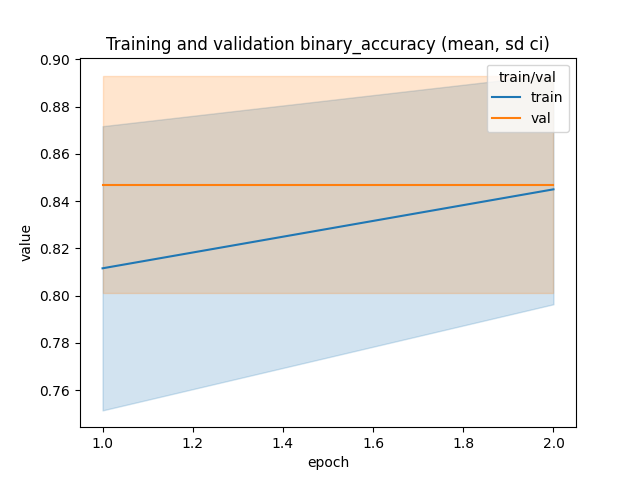 Training and validation binary_accuracy (mean, sd ci)
0.90
0.88
0.86
0.84
0.82
0.80
0.78
0.76
value
train/val
train
val
1.0
1.2
1.4
1.6
1.8
2.0
epoch